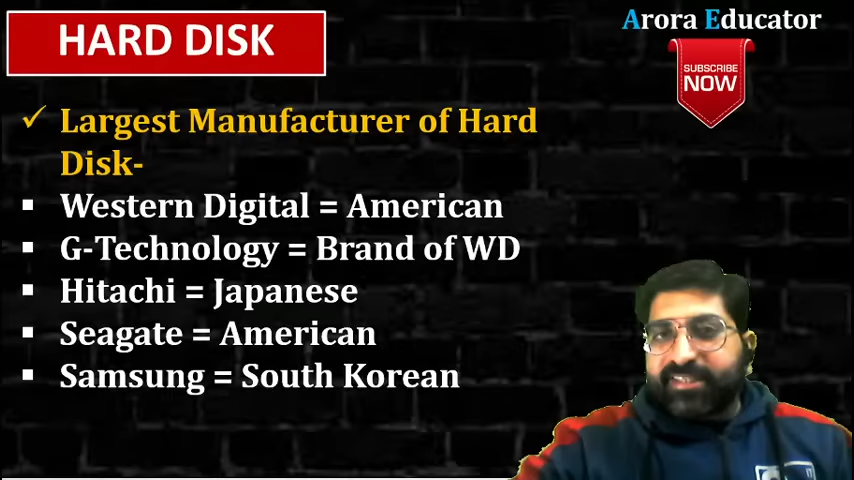 HARD DISK
Arora Educator
SUBSCRIBE
NOW
✓ Largest Manufacturer of Hard
Disk-
▪ Western Digital = American
▪ G-Technology = Brand of WD
▪ Hitachi = Japanese
▪ Seagate = American
▪ Samsung = South Korean